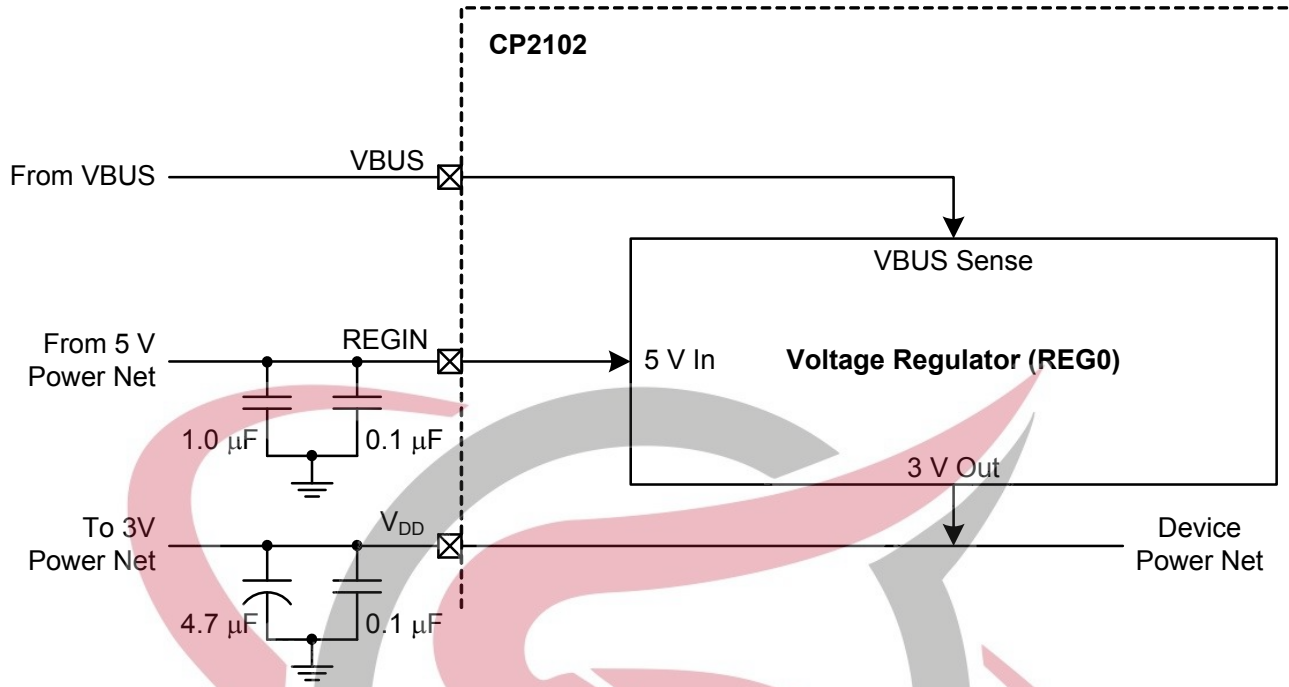 CP2102
VBUS
From VBUS
VBUS Sense
From 5 V
Power Net
REGIN
5 V In
Voltage Regulator (REG0)
1.0 μF
0.1 μF
3 V Out
To 3V
Power Net
VDD
Device
Power Net
4.7 μF
0.1 μF